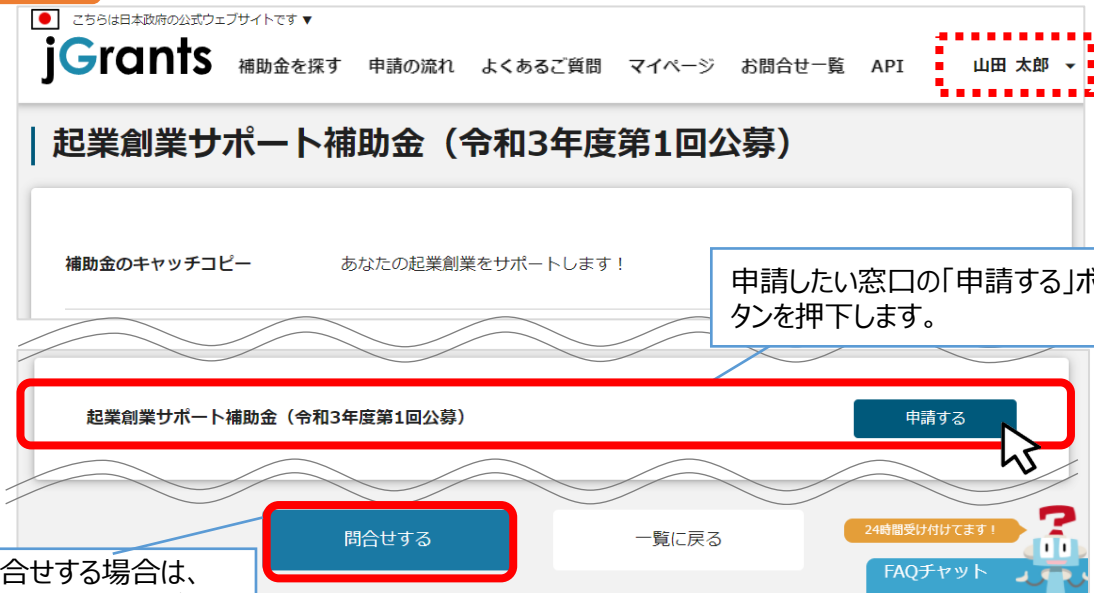 こちらは日本政府の公式ウェブサイトです ▼
jGrants 補助金を探す 申請の流れ よくあるご質問 マイページ お問合せ一覧 API 山田 太郎
起業創業サポート補助金（令和3年度第1回公募）
補助金のキャッチコピー あなたの起業創業をサポートします！
申請したい窓口の「申請する」ボ
タンを押下します。
起業創業サポート補助金（令和3年度第1回公募） 申請する
問合せする 一覧に戻る 24時間受け付けてます！
合せする場合は、
FAQチャット